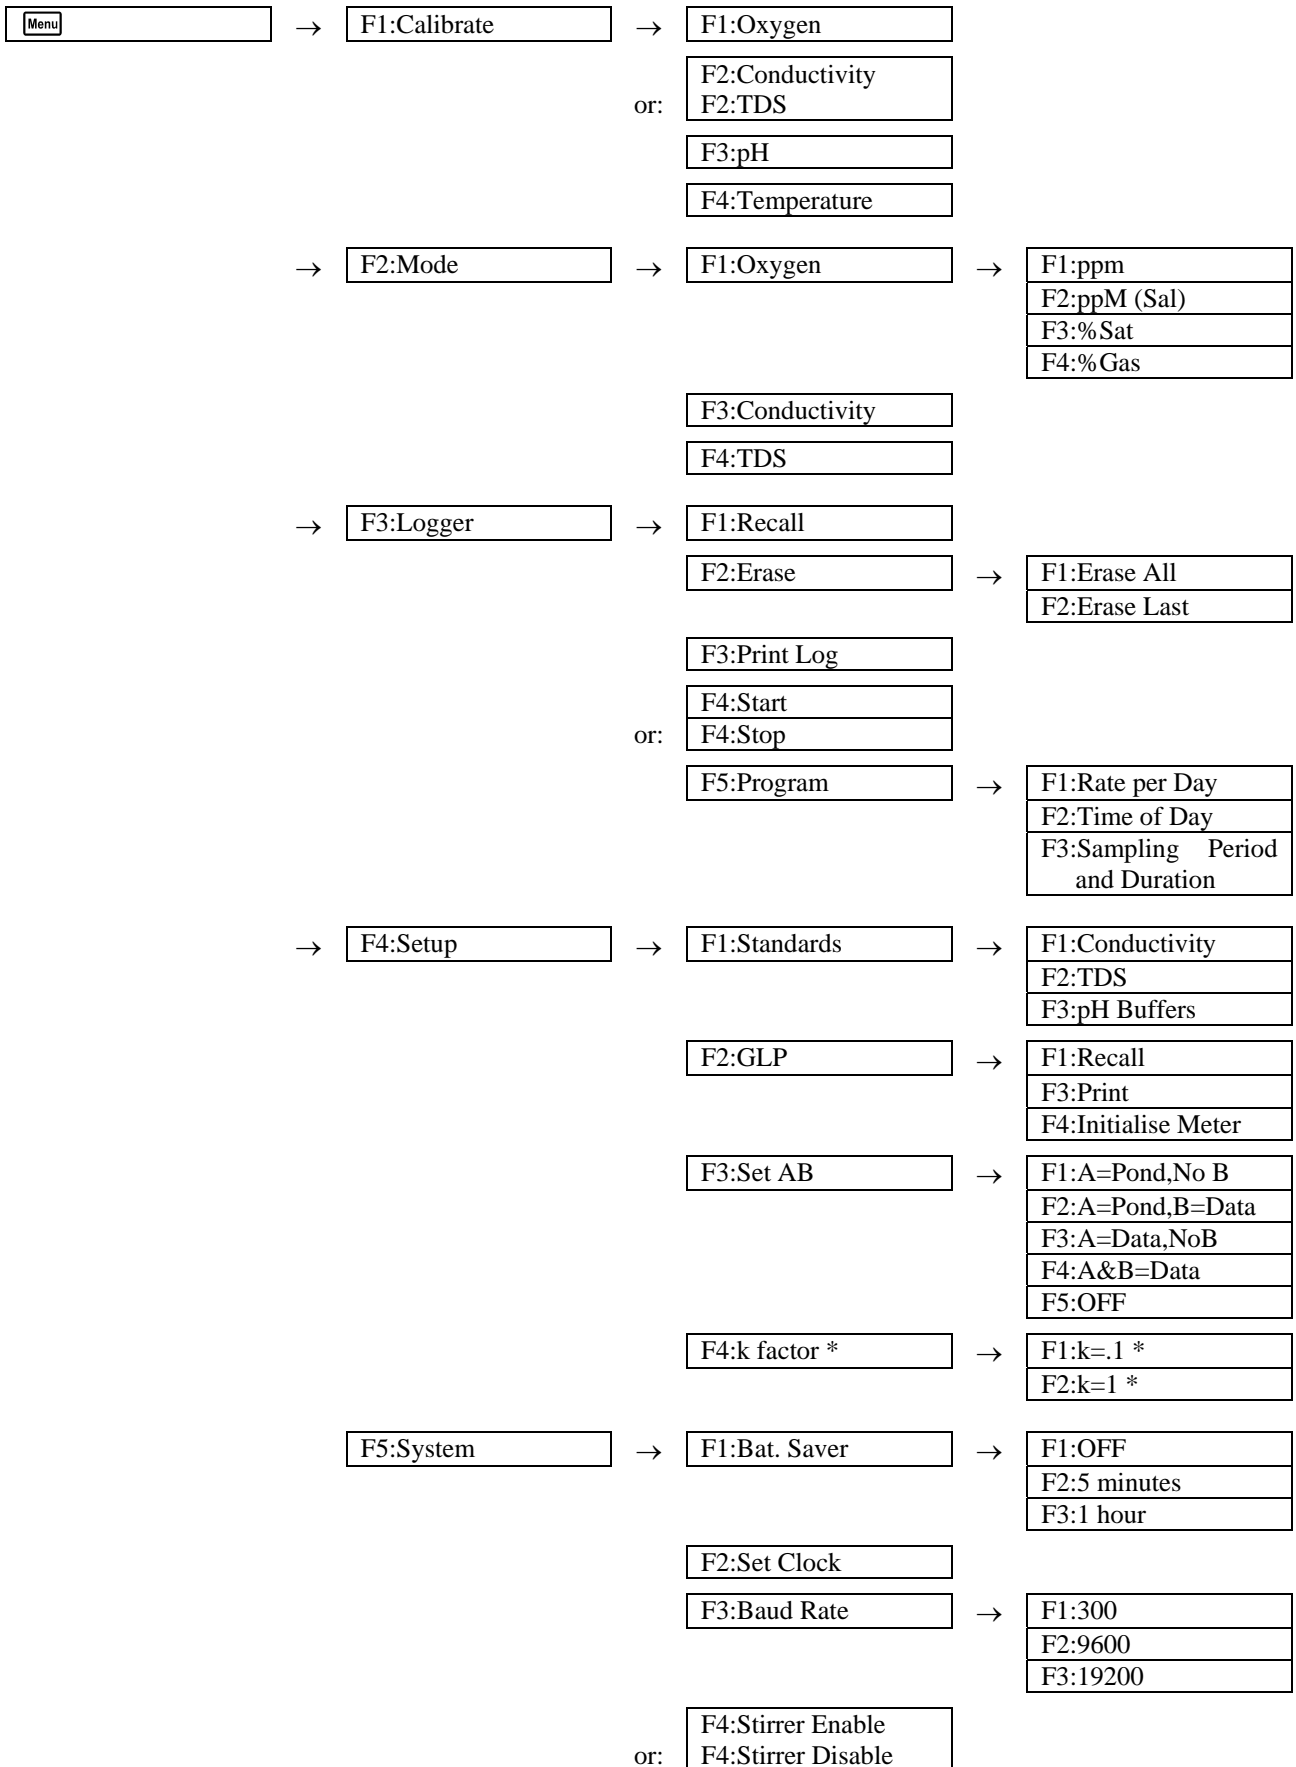 Menu → F1:Calibrate → F1:Oxygen
F2:Conductivity
or: F2:TDS
F3:pH
F4:Temperature
→ F2:Mode → F1:Oxygen → F1:ppm
F2:ppM (Sal)
F3:%Sat
F4:%Gas
F3:Conductivity
F4:TDS
→ F3:Logger → F1:Recall
F2:Erase → F1:Erase All
F2:Erase Last
F3:Print Log
F4:Start
or: F4:Stop
F5:Program → F1:Rate per Day
F2:Time of Day
F3:Sampling Period
and Duration
→ F4:Setup → F1:Standards → F1:Conductivity
F2:TDS
F3:pH Buffers
F2:GLP → F1:Recall
F3:Print
F4:Initialise Meter
F3:Set AB → F1:A=Pond,No B
F2:A=Pond,B=Data
F3:A=Data,NoB
F4:A&B=Data
F5:OFF
F4:k factor * → F1:k=.1 *
F2:k=1 *
F5:System → F1:Bat. Saver → F1:OFF
F2:5 minutes
F3:1 hour
F2:Set Clock
F3:Baud Rate → F1:300
F2:9600
F3:19200
F4:Stirrer Enable
or: F4:Stirrer Disable